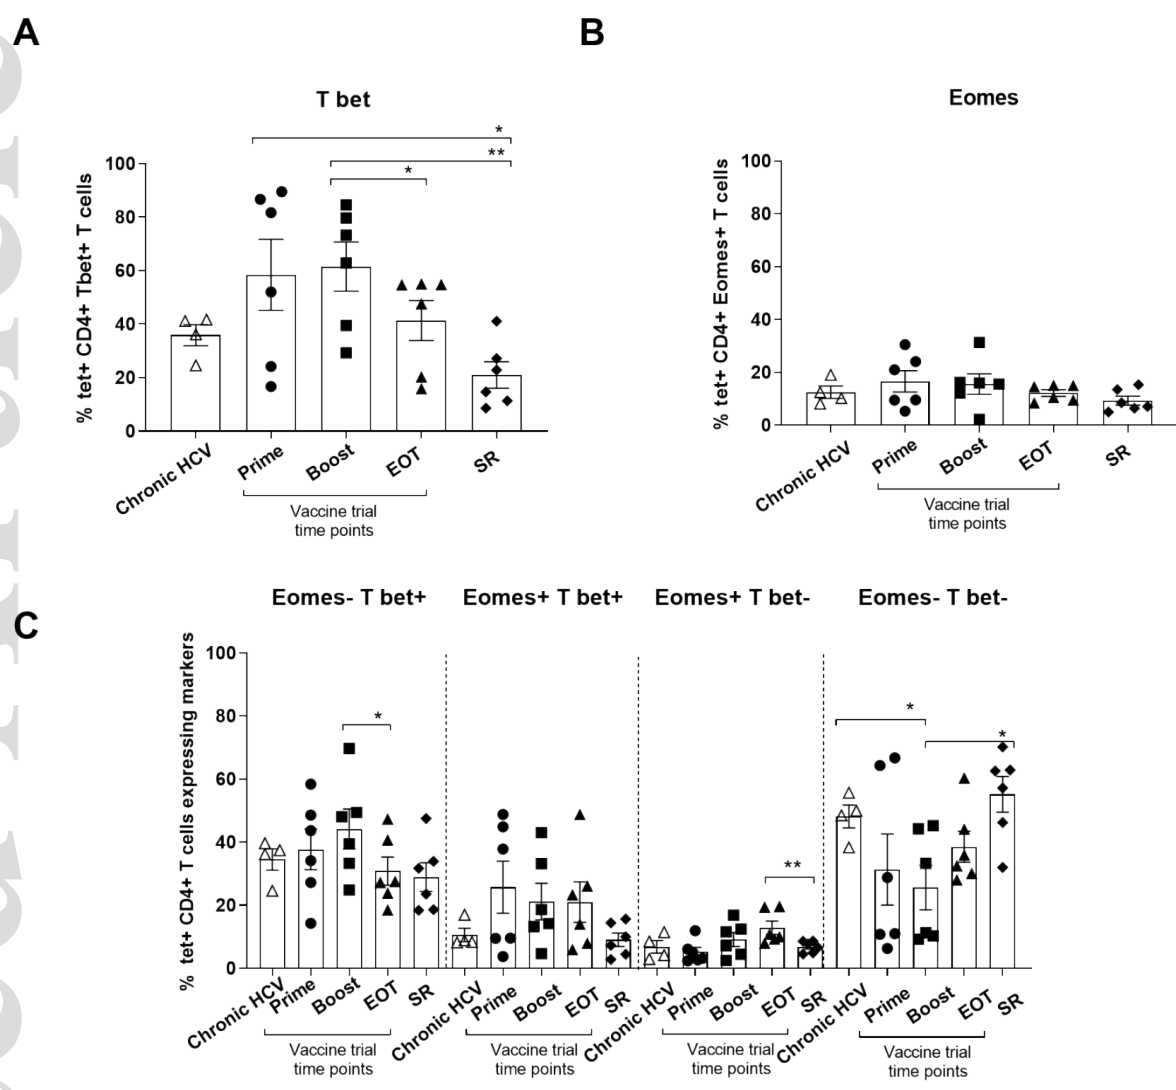 A
B
T bet
Eomes
*
**
*
% tet+ CD4+ Tbet+ T cells
100
80
60
40
20
0
Chronic HCV
Prime
Boost
EOT
SR
Vaccine trial
time points
% tet+ CD4+ Eomes+ T cells
100
80
60
40
20
0
Chronic HCV
Prime
Boost
EOT
SR
Vaccine trial
time points
C
Eomes- T bet+
Eomes+ T bet+
Eomes+ T bet-
Eomes- T bet-
% tet+ CD4+ T cells expressing markers
100
80
60
40
20
0
*
**
*
*
Chronic HCV
Prime
Boost
EOT
SR
Chronic HCV
Prime
Boost
EOT
SR
Chronic HCV
Prime
Boost
EOT
SR
Chronic HCV
Prime
Boost
EOT
SR
Vaccine trial
time points
Vaccine trial
time points
Vaccine trial
time points
Vaccine trial
time points